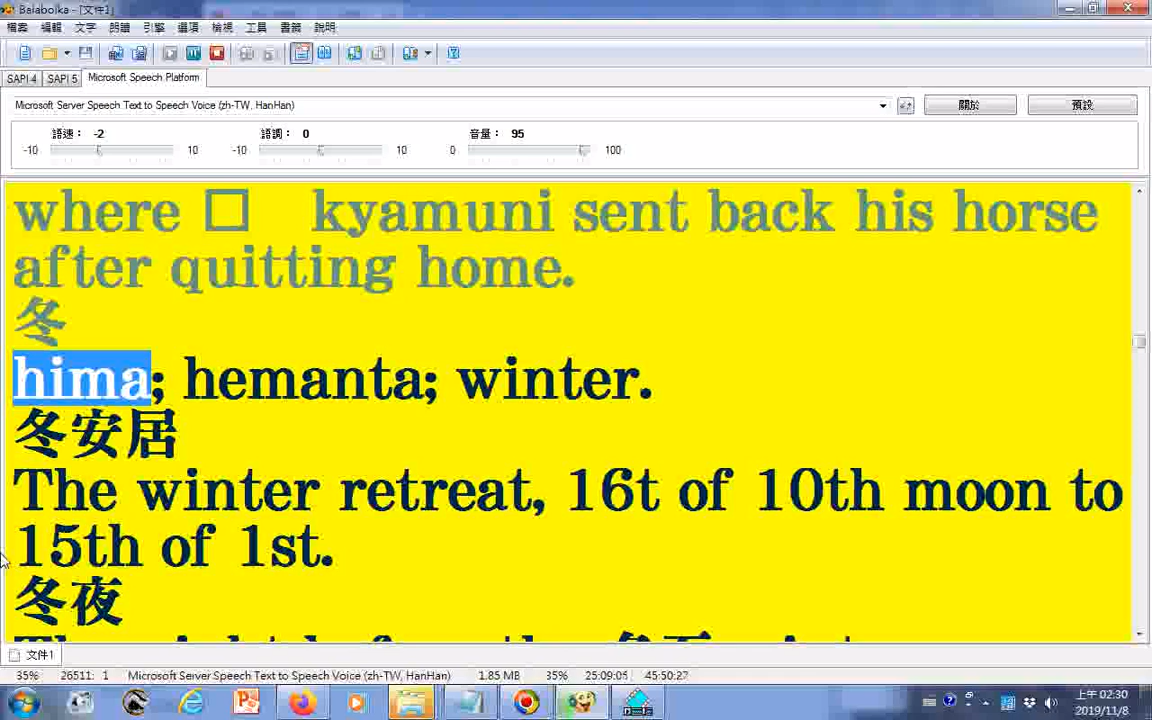 Balabolka - [文件1]
檔案 編輯 文字 朗讀 引擎 選項 檢視 工具 書籤 說明
SAPI 4 SAPI 5 Microsoft Speech Platform
Microsoft Server Speech Text to Speech Voice (zh-TW, HanHan) 關於 預設
語速： -2 語調： 0 音量： 95
-10 10 -10 10 0 100
where □ kyamuni sent back his horse
after quitting home.
冬
hima; hemanta; winter.
冬安居
The winter retreat, 16t of 10th moon to
15th of 1st.
冬夜
文件1
35% 26511: 1 Microsoft Server Speech Text to Speech Voice (zh-TW, HanHan) 1.85 MB 35% 25:09:05 45:50:27
上午 02:30
2019/11/8